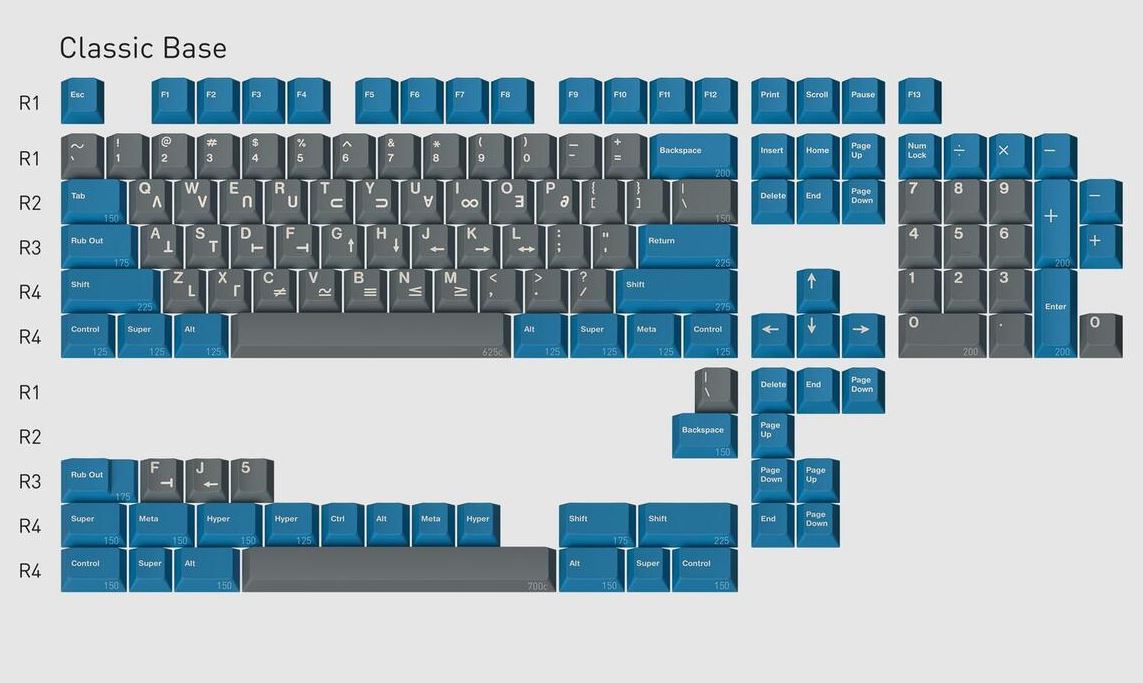 Classic Base
R1 Esc F1 F2 F3 F4 F5 F6 F7 F8 F9 F10 F11 F12 Print Scroll Pause F13
R1 ~ ` ! 1 @ 2 # 3 $ 4 % 5 ^ 6 & 7 * 8 ( 9 ) 0 _ - + = Backspace 200 Insert Home Page Up Num Lock ÷ × −
R2 Tab 150 Q ∧ W ∨ E ∩ R ∪ T ⊂ Y ⊃ U ∀ I ∞ O ∃ P ∂ { [ } ] | \ 150 Delete End Page Down 7 8 9 + 200 −
R3 Rub Out 175 A ⊥ S ⊤ D ⊢ F ⊣ G ↑ H ↓ J ← K → L ↔ : ; " ' Return 225 4 5 6 +
R4 Shift 225 Z L X Γ C ≠ V ≃ B ≡ N ≤ M ≥ < , > . ? / Shift 275 ↑ 1 2 3 Enter 200
R4 Control 125 Super 125 Alt 125 625c Alt 125 Super 125 Meta 125 Control 125 ← ↓ → 0 200 . 0
R1 | \ Delete End Page Down
R2 Backspace 150 Page Up
R3 Rub Out 175 F ⊣ J ← 5 Page Down Page Up
R4 Super 150 Meta 150 Hyper 150 Hyper 125 Ctrl Alt Meta Hyper Shift 175 Shift 225 End Page Down
R4 Control 150 Super Alt 150 700c Alt 150 Super Control 150